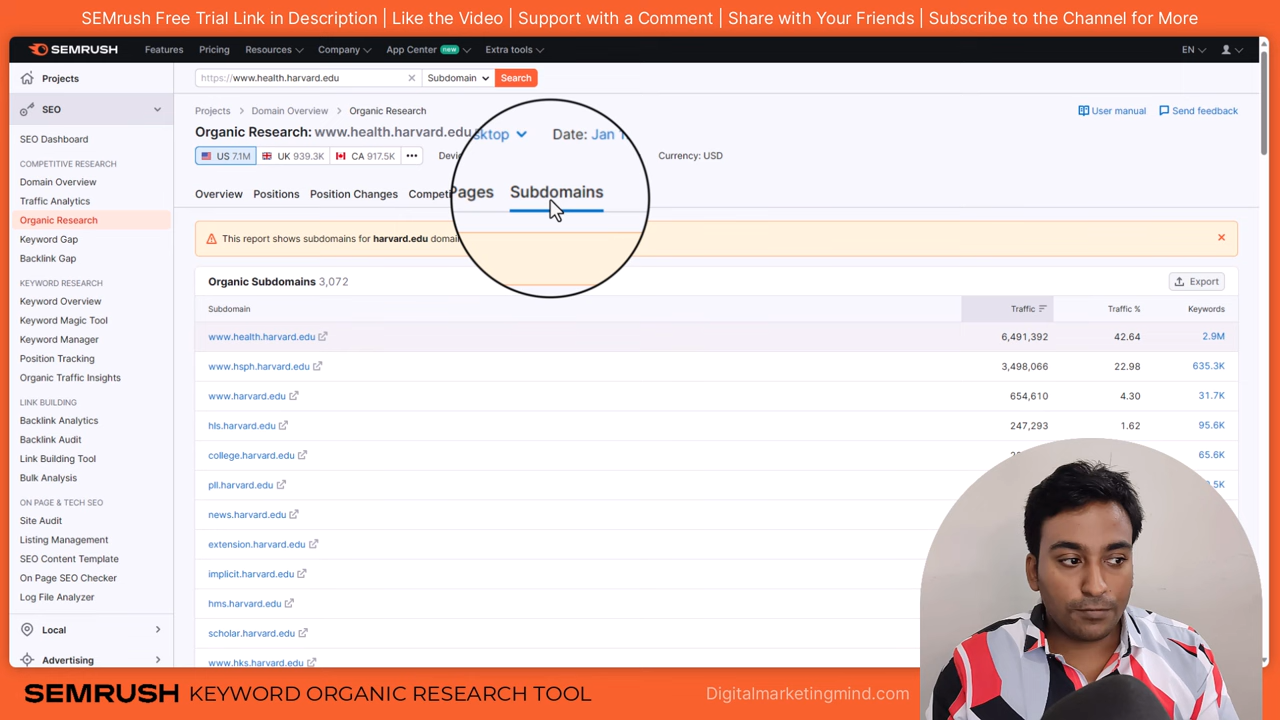 SEMrush Free Trial Link in Description | Like the Video | Support with a Comment | Share with Your Friends | Subscribe to the Channel for More
SEMRUSH Features Pricing Resources Company App Center new Extra tools EN
Projects
https://www.health.harvard.edu × Subdomain Search
SEO
Projects > Domain Overview > Organic Research
User manual Send feedback
Organic Research: www.health.harvard.edu
Date: Jan
US 7.1M UK 939.3K CA 917.5K ••• Currency: USD
Overview Positions Position Changes Pages Subdomains
This report shows subdomains for harvard.edu
Organic Subdomains 3,072 Export
Subdomain Traffic Traffic % Keywords
www.health.harvard.edu 6,491,392 42.64 2.9M
www.hsph.harvard.edu 3,498,066 22.98 635.3K
www.harvard.edu 654,610 4.30 31.7K
hls.harvard.edu 247,293 1.62 95.6K
college.harvard.edu 65.6K
pll.harvard.edu
news.harvard.edu
extension.harvard.edu
implicit.harvard.edu
hms.harvard.edu
scholar.harvard.edu
www.hks.harvard.edu
SEO Dashboard
COMPETITIVE RESEARCH
Domain Overview
Traffic Analytics
Organic Research
Keyword Gap
Backlink Gap
KEYWORD RESEARCH
Keyword Overview
Keyword Magic Tool
Keyword Manager
Position Tracking
Organic Traffic Insights
LINK BUILDING
Backlink Analytics
Backlink Audit
Link Building Tool
Bulk Analysis
ON PAGE & TECH SEO
Site Audit
Listing Management
SEO Content Template
On Page SEO Checker
Log File Analyzer
Local
Advertising
SEMRUSH KEYWORD ORGANIC RESEARCH TOOL
Digitalmarketingmind.com